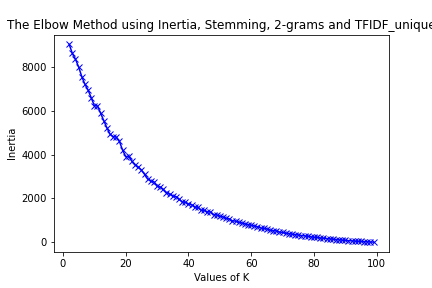 The Elbow Method using Inertia, Stemming, 2-grams and TFIDF_unique
8000
6000
4000
2000
0
Inertia
0 20 40 60 80 100
Values of K